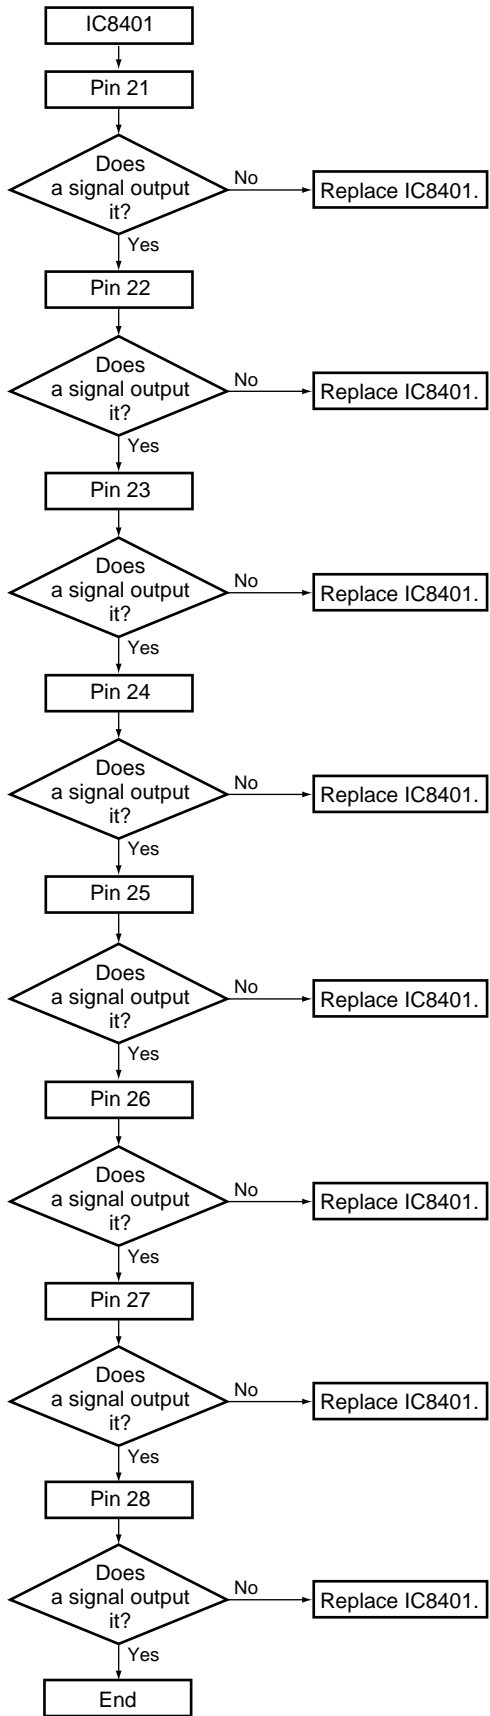 IC8401
Pin 21
Does
a signal output
it?
No
Replace IC8401.
Yes
Pin 22
Does
a signal output
it?
No
Replace IC8401.
Yes
Pin 23
Does
a signal output
it?
No
Replace IC8401.
Yes
Pin 24
Does
a signal output
it?
No
Replace IC8401.
Yes
Pin 25
Does
a signal output
it?
No
Replace IC8401.
Yes
Pin 26
Does
a signal output
it?
No
Replace IC8401.
Yes
Pin 27
Does
a signal output
it?
No
Replace IC8401.
Yes
Pin 28
Does
a signal output
it?
No
Replace IC8401.
Yes
End